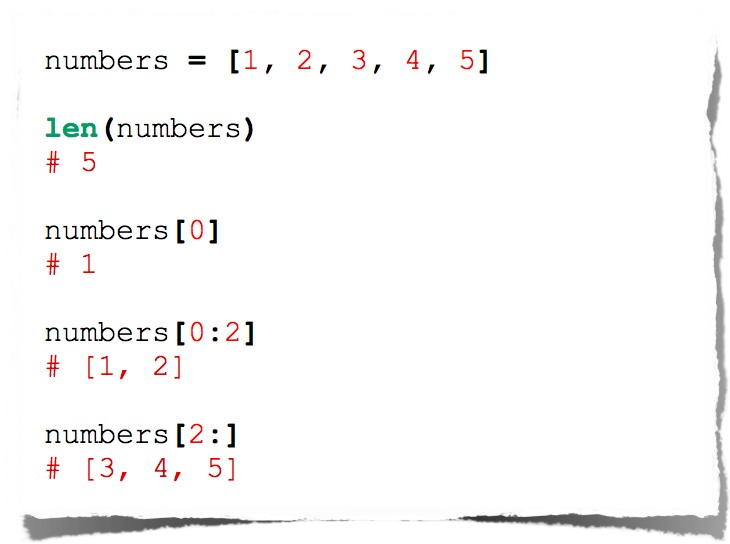 numbers = [1, 2, 3, 4, 5]
len(numbers)
# 5
numbers[0]
# 1
numbers[0:2]
# [1, 2]
numbers[2:]
# [3, 4, 5]